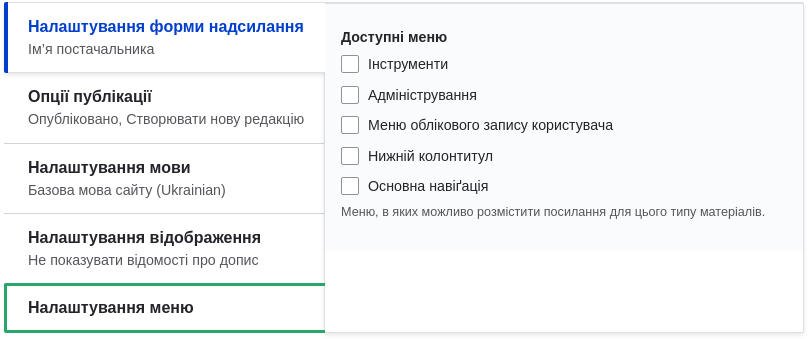 Налаштування форми надсилання
Ім’я постачальника
Опції публікації
Опубліковано, Створювати нову редакцію
Налаштування мови
Базова мова сайту (Ukrainian)
Налаштування відображення
Не показувати відомості про допис
Налаштування меню
Доступні меню
Інструменти
Адміністрування
Меню облікового запису користувача
Нижній колонтитул
Основна навіґація
Меню, в яких можливо розмістити посилання для цього типу матеріалів.